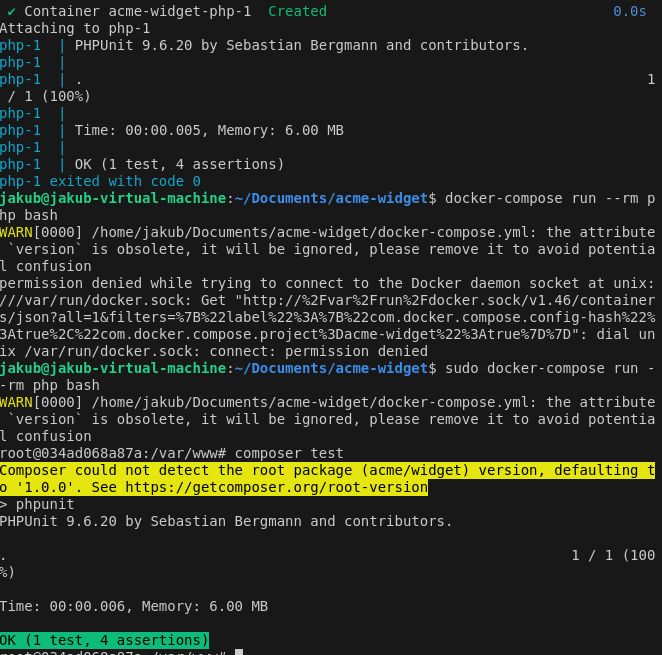 ✔ Container acme-widget-php-1  Created 0.0s
Attaching to php-1
php-1  | PHPUnit 9.6.20 by Sebastian Bergmann and contributors.
php-1  |
php-1  | . 1
 / 1 (100%)
php-1  |
php-1  | Time: 00:00.005, Memory: 6.00 MB
php-1  |
php-1  | OK (1 test, 4 assertions)
php-1 exited with code 0
jakub@jakub-virtual-machine:~/Documents/acme-widget$ docker-compose run --rm p
hp bash
WARN[0000] /home/jakub/Documents/acme-widget/docker-compose.yml: the attribute
 `version` is obsolete, it will be ignored, please remove it to avoid potentia
l confusion
permission denied while trying to connect to the Docker daemon socket at unix:
///var/run/docker.sock: Get "http://%2Fvar%2Frun%2Fdocker.sock/v1.46/container
s/json?all=1&filters=%7B%22label%22%3A%7B%22com.docker.compose.config-hash%22%
3Atrue%2C%22com.docker.compose.project%3Dacme-widget%22%3Atrue%7D%7D": dial un
ix /var/run/docker.sock: connect: permission denied
jakub@jakub-virtual-machine:~/Documents/acme-widget$ sudo docker-compose run -
-rm php bash
WARN[0000] /home/jakub/Documents/acme-widget/docker-compose.yml: the attribute
 `version` is obsolete, it will be ignored, please remove it to avoid potentia
l confusion
root@034ad068a87a:/var/www# composer test
Composer could not detect the root package (acme/widget) version, defaulting t
o '1.0.0'. See https://getcomposer.org/root-version
> phpunit
PHPUnit 9.6.20 by Sebastian Bergmann and contributors.
. 1 / 1 (100
%)
Time: 00:00.006, Memory: 6.00 MB
OK (1 test, 4 assertions)
root@034ad068a87a:/var/www#